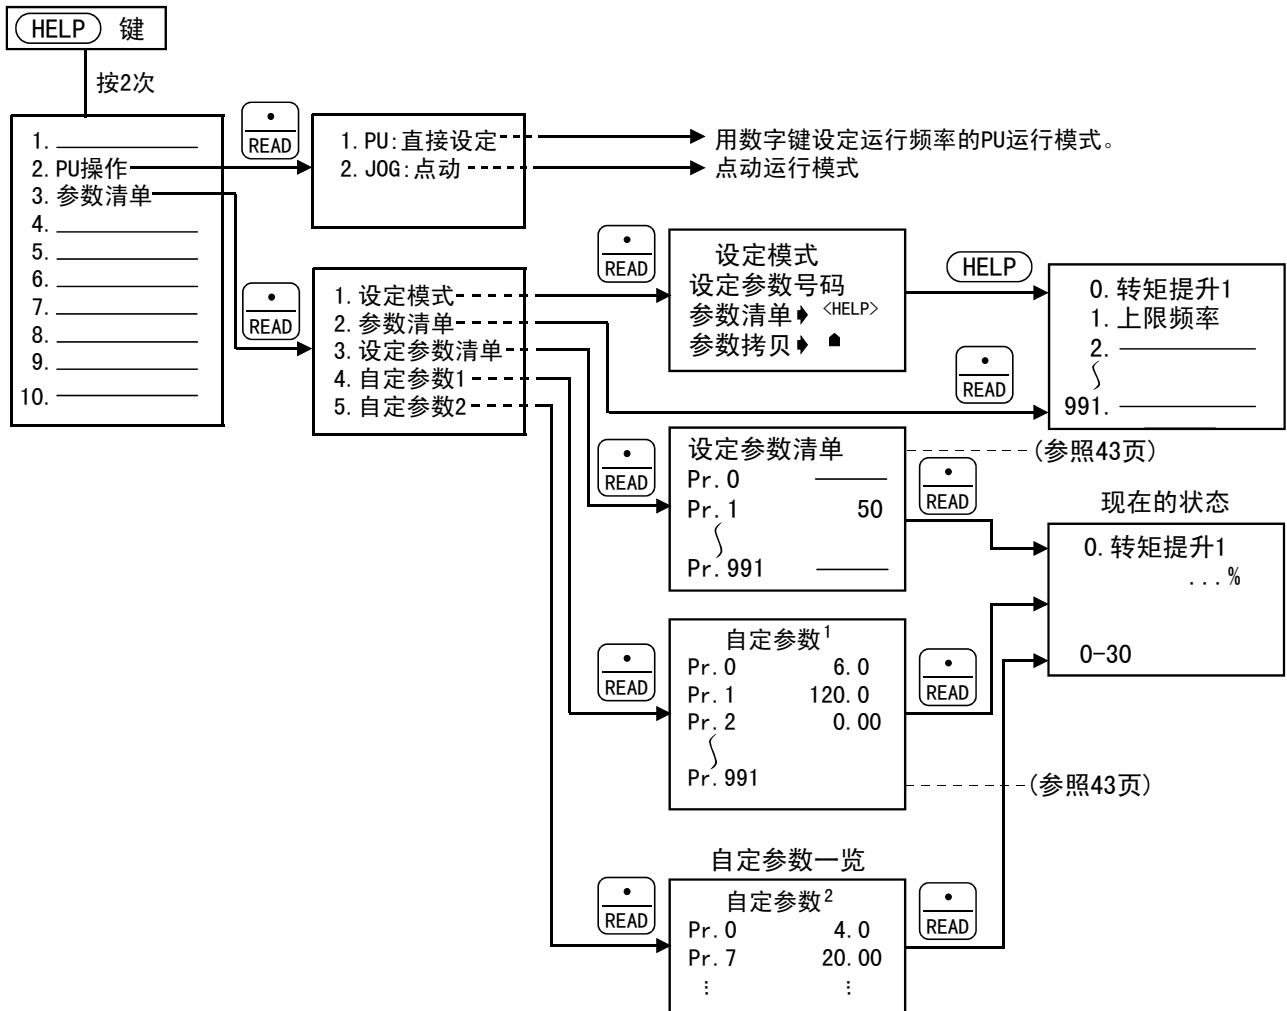 HELP 键
按2次
1.
2. PU操作
3. 参数清单
4.
5.
6.
7.
8.
9.
10.
READ
1. PU:直接设定
2. JOG:点动
用数字键设定运行频率的PU运行模式。
点动运行模式
READ
1. 设定模式
2. 参数清单
3. 设定参数清单
4. 自定参数1
5. 自定参数2
READ
设定模式
设定参数号码
参数清单 <HELP>
参数拷贝
HELP
0. 转矩提升1
1. 上限频率
2.
991.
READ
READ
设定参数清单
Pr. 0
Pr. 1 50
Pr. 991
(参照43页)
READ
现在的状态
0. 转矩提升1
...%
0-30
READ
自定参数1
Pr. 0 6.0
Pr. 1 120.0
Pr. 2 0.00
Pr. 991
READ
(参照43页)
自定参数一览
READ
自定参数2
Pr. 0 4.0
Pr. 7 20.00
⋮ ⋮
READ